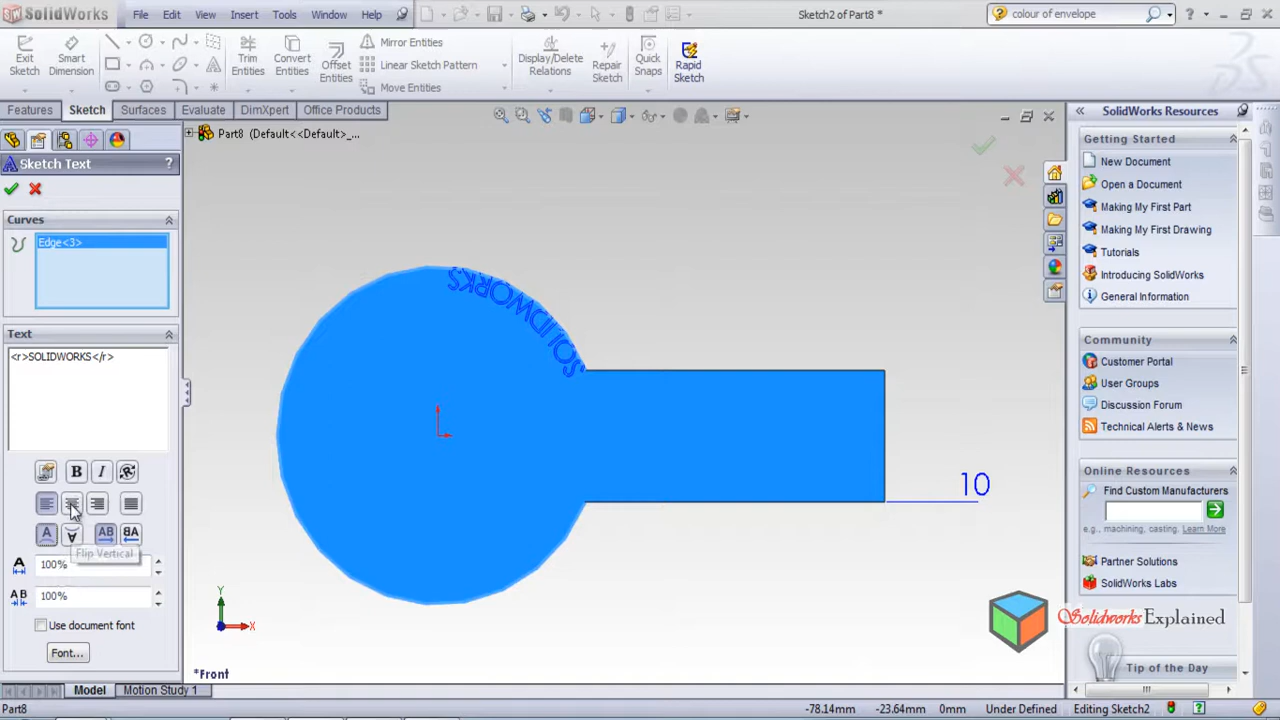 SolidWorks
File
Edit
View
Insert
Tools
Window
Help
Sketch2 of Part8 *
colour of envelope
Exit
Sketch
Smart
Dimension
Trim
Entities
Convert
Entities
Offset
Entities
Mirror Entities
Linear Sketch Pattern
Move Entities
Display/Delete
Relations
Repair
Sketch
Quick
Snaps
Rapid
Sketch
Features
Sketch
Surfaces
Evaluate
DimXpert
Office Products
Part8 (Default<<Default>_...
Sketch Text
?
Curves
Edge<3>
Text
<r>SOLIDWORKS</r>
B
I
A
A
AB
BA
Flip Vertical
A
100%
AB
100%
Use document font
Font...
SOLIDWORKS
10
Y
X
*Front
SolidWorks Resources
Getting Started
New Document
Open a Document
Making My First Part
Making My First Drawing
Tutorials
Introducing SolidWorks
General Information
Community
Customer Portal
User Groups
Discussion Forum
Technical Alerts & News
Online Resources
Find Custom Manufacturers
e.g., machining, casting. Learn More
Partner Solutions
SolidWorks Labs
Solidworks Explained
Tip of the Day
Model
Motion Study 1
Part8
-78.14mm
-23.64mm
0mm
Under Defined
Editing Sketch2
?